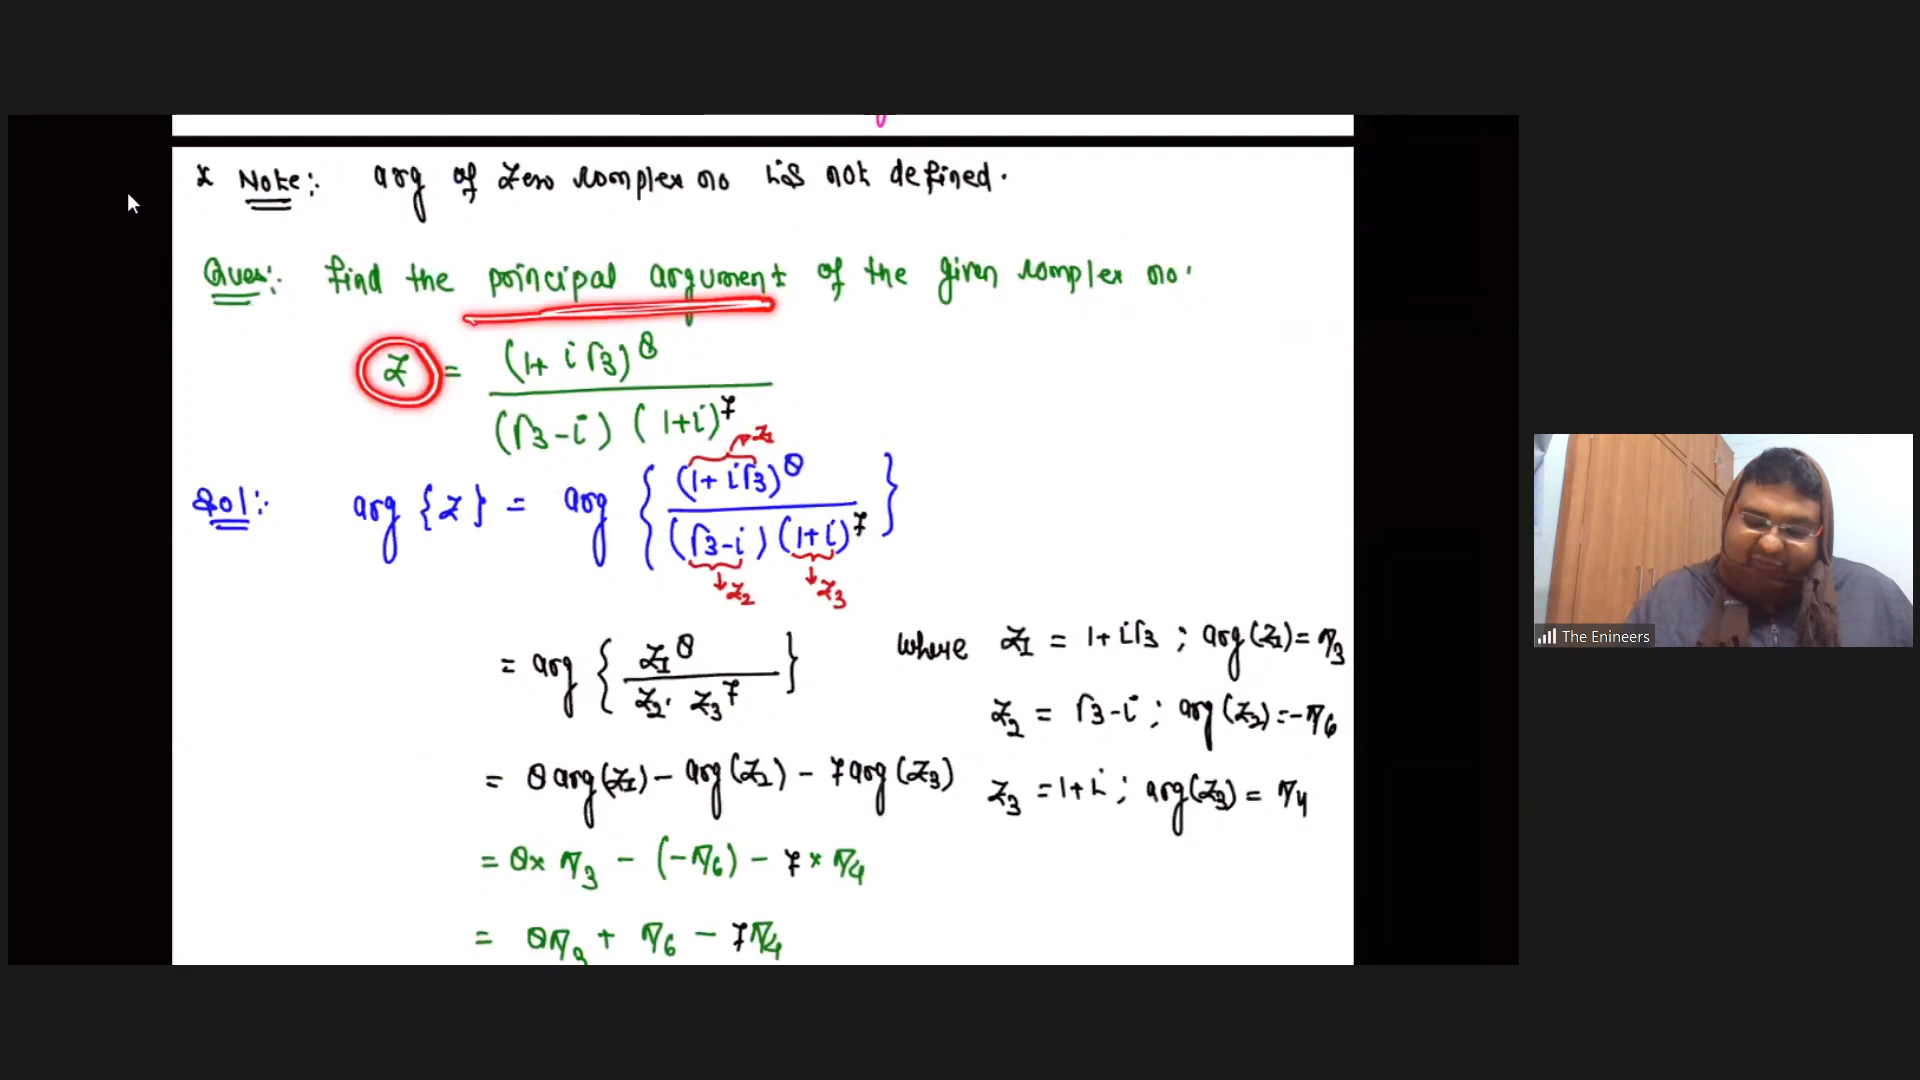 * Note:- arg of zero complex no is not defined.
Ques:- Find the principal argument of the given complex no.
z = (1+ i√3)^8 / (√3-i) (1+i)^7
Sol:- arg {z} = arg { (1+ i√3)^8 / (√3-i) (1+i)^7 }
z1
z2 z3
= arg { z1^8 / z2. z3^7 }
where z1 = 1+i√3 ; arg(z1)= π/3
z2 = √3-i ; arg(z2)=-π/6
= 8 arg(z1) - arg(z2) - 7 arg(z3)
z3 = 1+i ; arg(z3) = π/4
= 8× π/3 - (-π/6) - 7 × π/4
= 8π/3 + π/6 - 7π/4
The Enineers